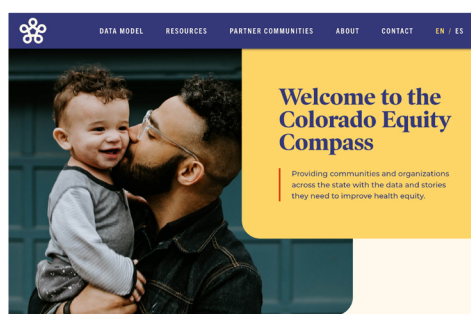 DATA MODEL RESOURCES PARTNER COMMUNITIES ABOUT CONTACT EN / ES
Welcome to the
Colorado Equity
Compass
Providing communities and organizations
across the state with the data and stories
they need to improve health equity.